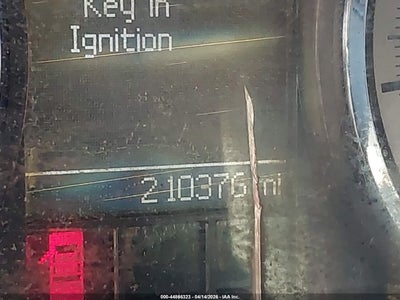 Key in
Ignition
210376 mi
000-44886323 - 04/14/2026 - IAA Inc.